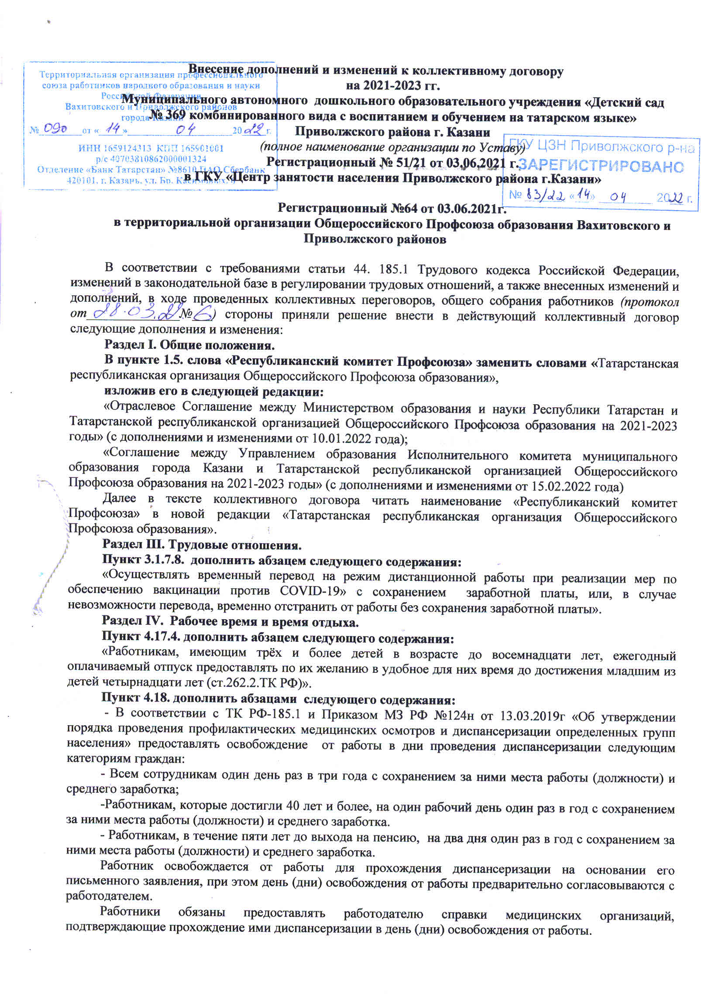 Внесение дополнений и изменений к коллективному договору
на 2021-2023 гг.
Муниципального автономного дошкольного образовательного учреждения «Детский сад
№ 369 комбинированного вида с воспитанием и обучением на татарском языке»
Приволжского района г. Казани
(полное наименование организации по Уставу)
Регистрационный № 51/21 от 03.06.2021 г.
в ГКУ «Центр занятости населения Приволжского района г.Казани»
Территориальная организация профессионального
союза работников народного образования и науки
Российской Федерации
Вахитовского и Приволжского районов
города Казани
№ 090 от « 14 » 04 2022 г.
ИНН 1659124313 КПП 165901001
р/с 40703810862000001324
Отделение «Банк Татарстан» №8610 ПАО Сбербанк
420101, г. Казань, ул. Бр. Касимовых,
ГКУ ЦЗН Приволжского р-на
ЗАРЕГИСТРИРОВАНО
№ 83/22 «14» 04 2022 г.
Регистрационный №64 от 03.06.2021г.
в территориальной организации Общероссийского Профсоюза образования Вахитовского и
Приволжского районов
В соответствии с требованиями статьи 44. 185.1 Трудового кодекса Российской Федерации,
изменений в законодательной базе в регулировании трудовых отношений, а также внесенных изменений и
дополнений, в ходе проведенных коллективных переговоров, общего собрания работников (протокол
от 28.03.22 № 6) стороны приняли решение внести в действующий коллективный договор
следующие дополнения и изменения:
Раздел I. Общие положения.
В пункте 1.5. слова «Республиканский комитет Профсоюза» заменить словами «Татарстанская
республиканская организация Общероссийского Профсоюза образования»,
изложив его в следующей редакции:
«Отраслевое Соглашение между Министерством образования и науки Республики Татарстан и
Татарстанской республиканской организацией Общероссийского Профсоюза образования на 2021-2023
годы» (с дополнениями и изменениями от 10.01.2022 года);
«Соглашение между Управлением образования Исполнительного комитета муниципального
образования города Казани и Татарстанской республиканской организацией Общероссийского
Профсоюза образования на 2021-2023 годы» (с дополнениями и изменениями от 15.02.2022 года)
Далее в тексте коллективного договора читать наименование «Республиканский комитет
Профсоюза» в новой редакции «Татарстанская республиканская организация Общероссийского
Профсоюза образования».
Раздел III. Трудовые отношения.
Пункт 3.1.7.8. дополнить абзацем следующего содержания:
«Осуществлять временный перевод на режим дистанционной работы при реализации мер по
обеспечению вакцинации против COVID-19» с сохранением заработной платы, или, в случае
невозможности перевода, временно отстранить от работы без сохранения заработной платы».
Раздел IV. Рабочее время и время отдыха.
Пункт 4.17.4. дополнить абзацем следующего содержания:
«Работникам, имеющим трёх и более детей в возрасте до восемнадцати лет, ежегодный
оплачиваемый отпуск предоставлять по их желанию в удобное для них время до достижения младшим из
детей четырнадцати лет (ст.262.2.ТК РФ)».
Пункт 4.18. дополнить абзацами следующего содержания:
- В соответствии с ТК РФ-185.1 и Приказом МЗ РФ №124н от 13.03.2019г «Об утверждении
порядка проведения профилактических медицинских осмотров и диспансеризации определенных групп
населения» предоставлять освобождение от работы в дни проведения диспансеризации следующим
категориям граждан:
- Всем сотрудникам один день раз в три года с сохранением за ними места работы (должности) и
среднего заработка;
-Работникам, которые достигли 40 лет и более, на один рабочий день один раз в год с сохранением
за ними места работы (должности) и среднего заработка.
- Работникам, в течение пяти лет до выхода на пенсию, на два дня один раз в год с сохранением за
ними места работы (должности) и среднего заработка.
Работник освобождается от работы для прохождения диспансеризации на основании его
письменного заявления, при этом день (дни) освобождения от работы предварительно согласовываются с
работодателем.
Работники обязаны предоставлять работодателю справки медицинских организаций,
подтверждающие прохождение ими диспансеризации в день (дни) освобождения от работы.